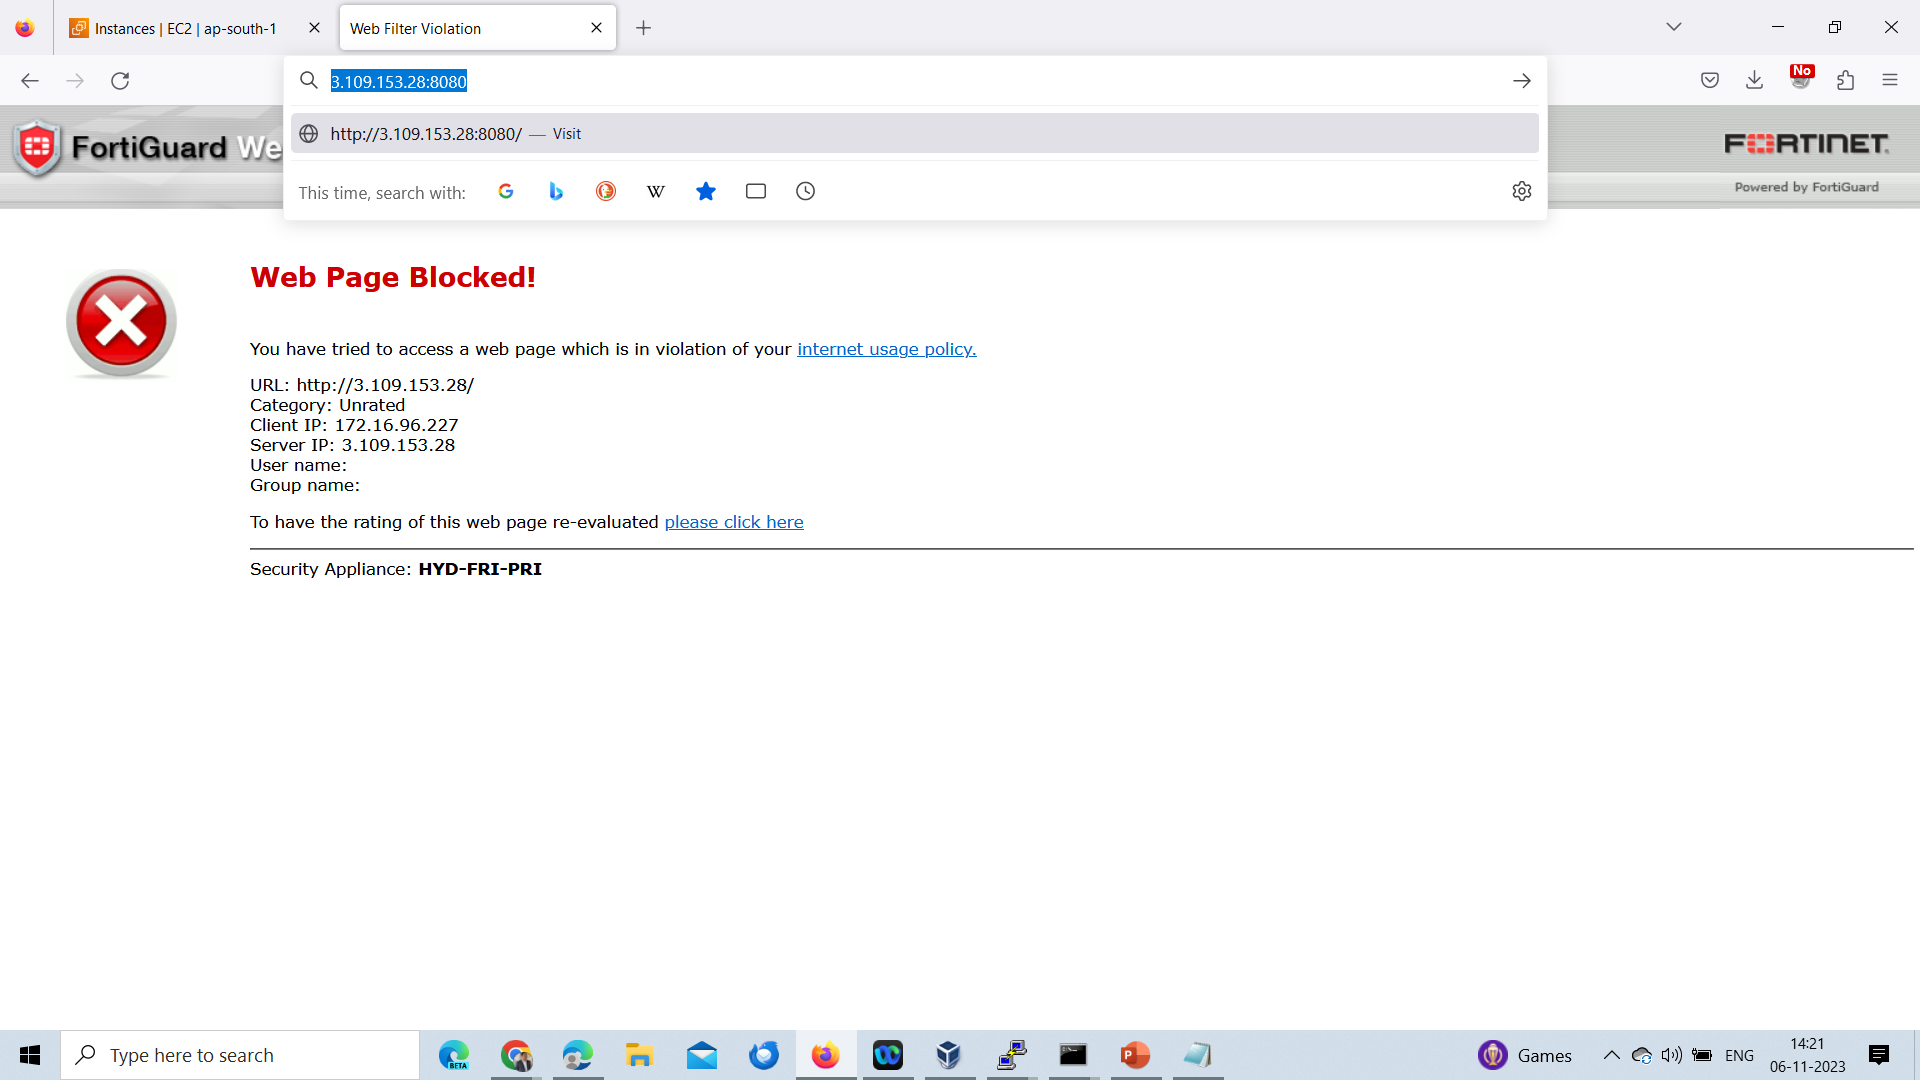 Instances | EC2 | ap-south-1
Web Filter Violation
3.109.153.28:8080
No
http://3.109.153.28:8080/ — Visit
This time, search with:
FortiGuard We
FORTINET
Powered by FortiGuard
Web Page Blocked!
You have tried to access a web page which is in violation of your internet usage policy.
URL: http://3.109.153.28/
Category: Unrated
Client IP: 172.16.96.227
Server IP: 3.109.153.28
User name:
Group name:
To have the rating of this web page re-evaluated please click here
Security Appliance: HYD-FRI-PRI
Type here to search
BETA
Games
ENG
14:21
06-11-2023